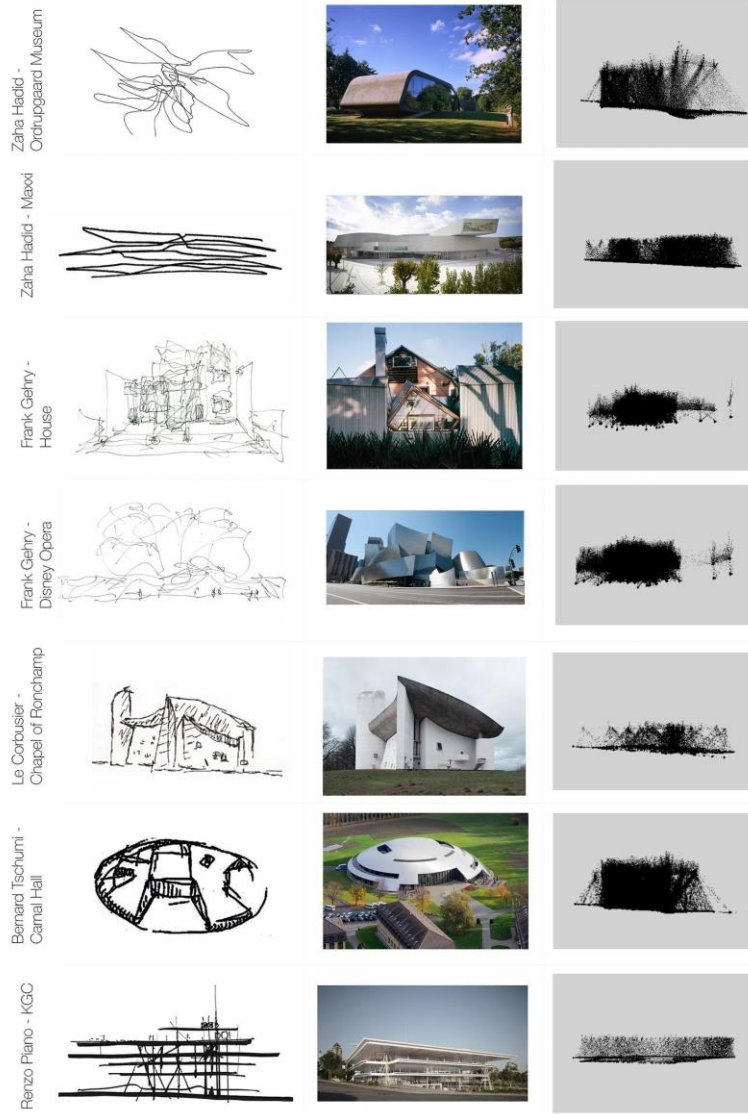 Zaha Hadid -
Ordrupgaard Museum
Zaha Hadid - Maxxi
Frank Gehry -
House
Frank Gehry -
Disney Opera
Le Corbusier -
Chapel of Ronchamp
Bernard Tschumi -
Carnal Hall
Renzo Piano - KGC